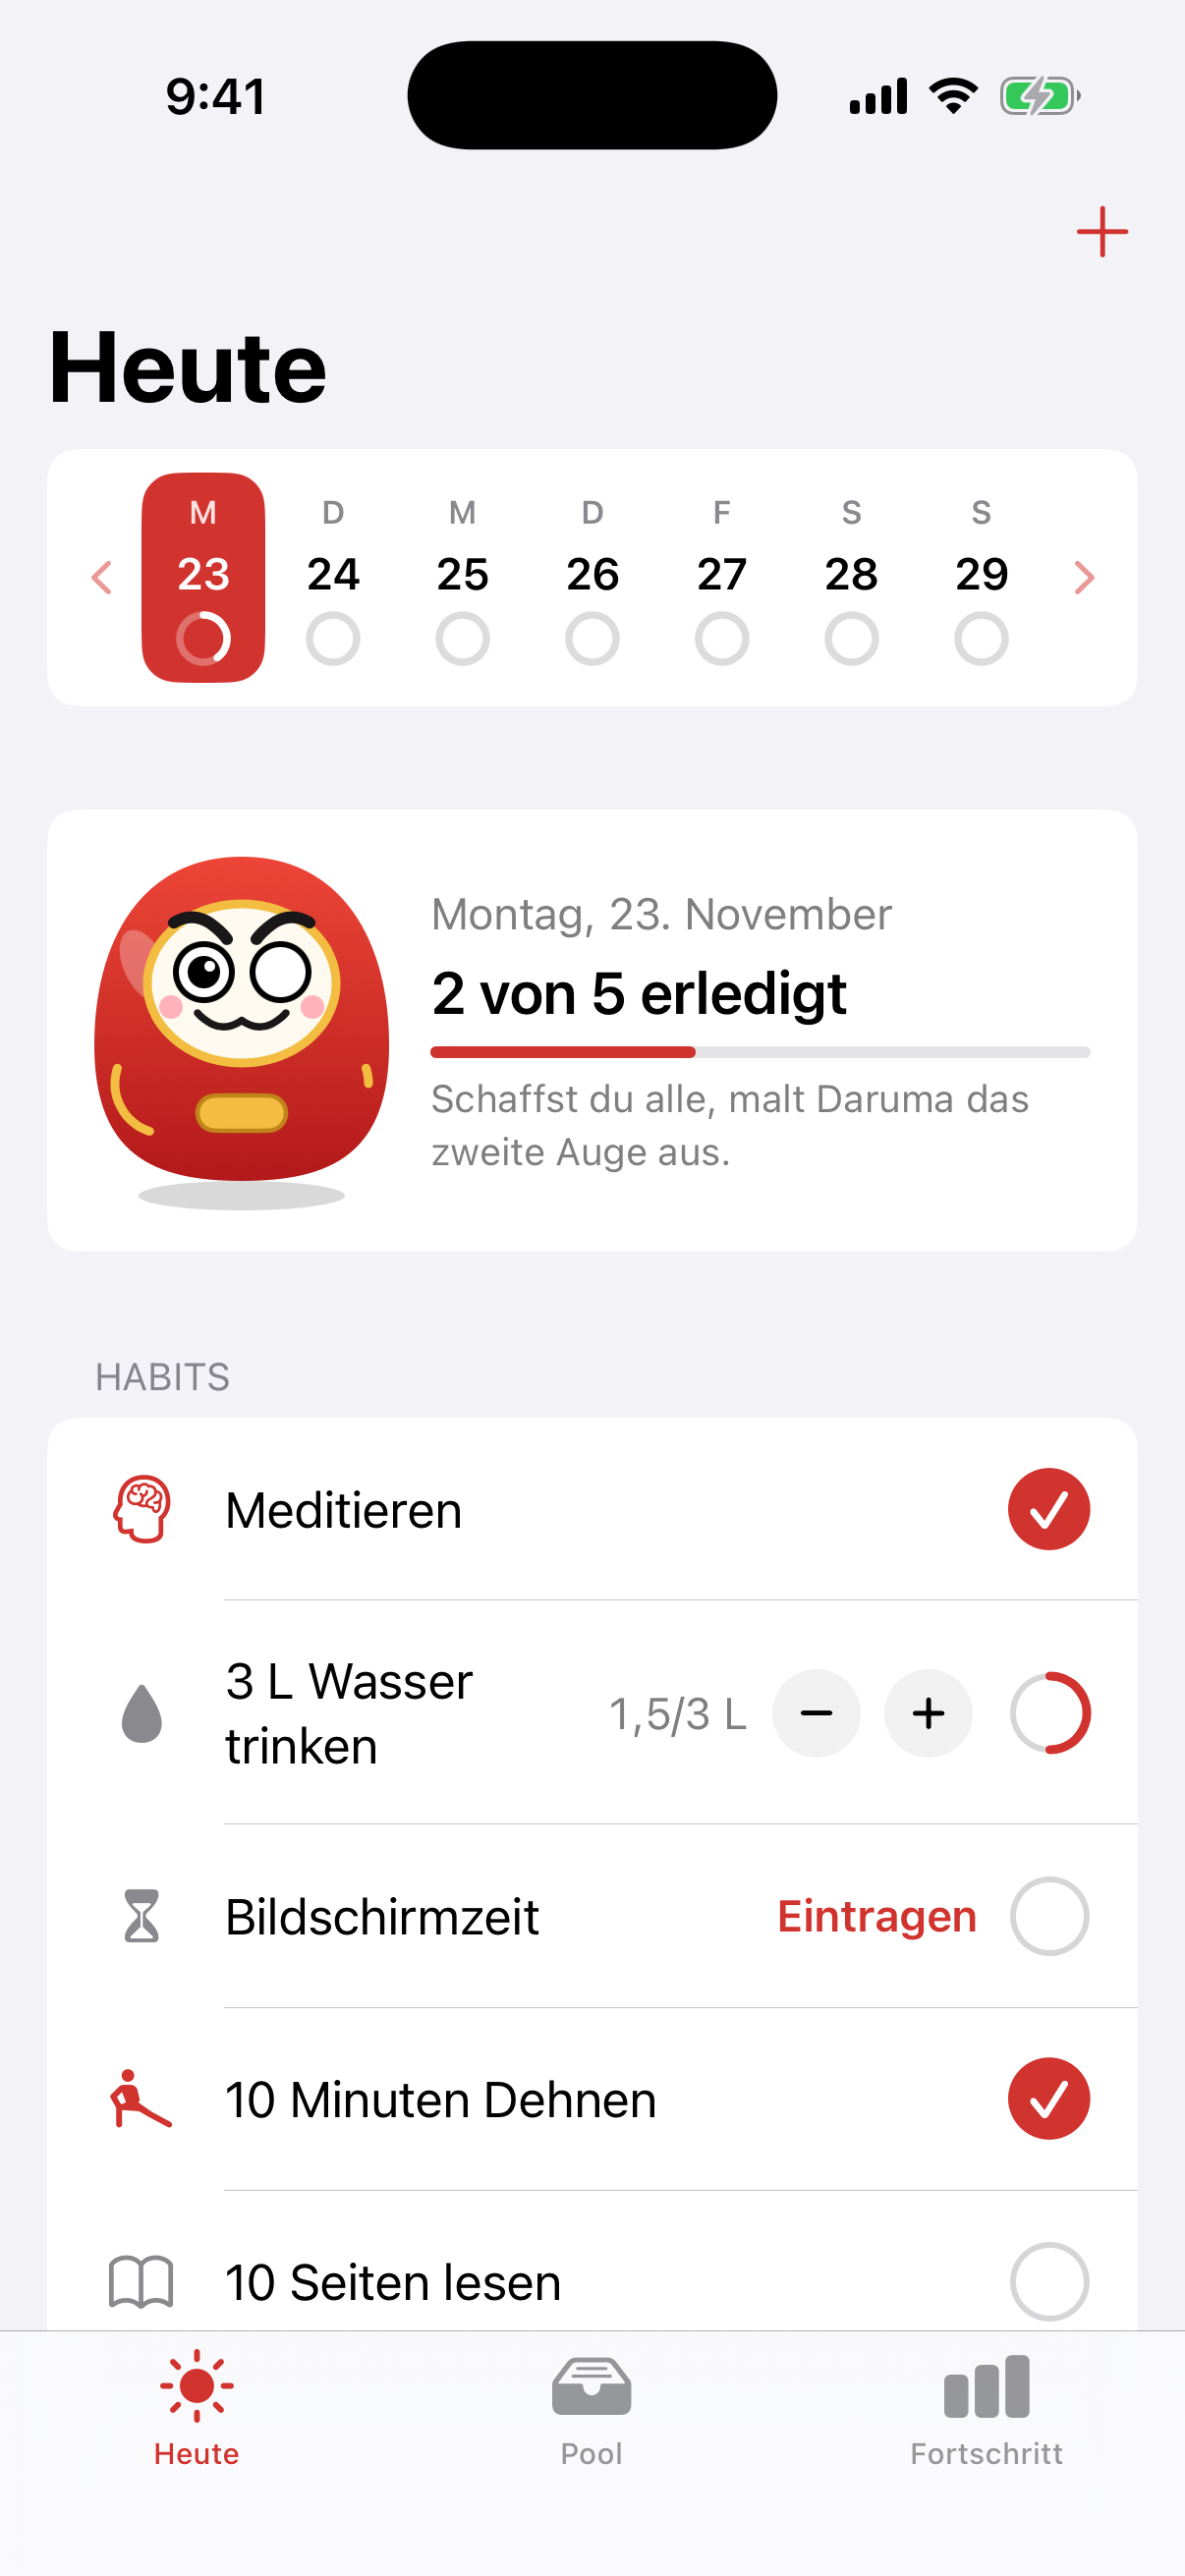 9:41
Heute
M D M D F S S
23 24 25 26 27 28 29
Montag, 23. November
2 von 5 erledigt
Schaffst du alle, malt Daruma das
zweite Auge aus.
HABITS
Meditieren
3 L Wasser
trinken
1,5/3 L
Bildschirmzeit
Eintragen
10 Minuten Dehnen
10 Seiten lesen
Heute Pool Fortschritt